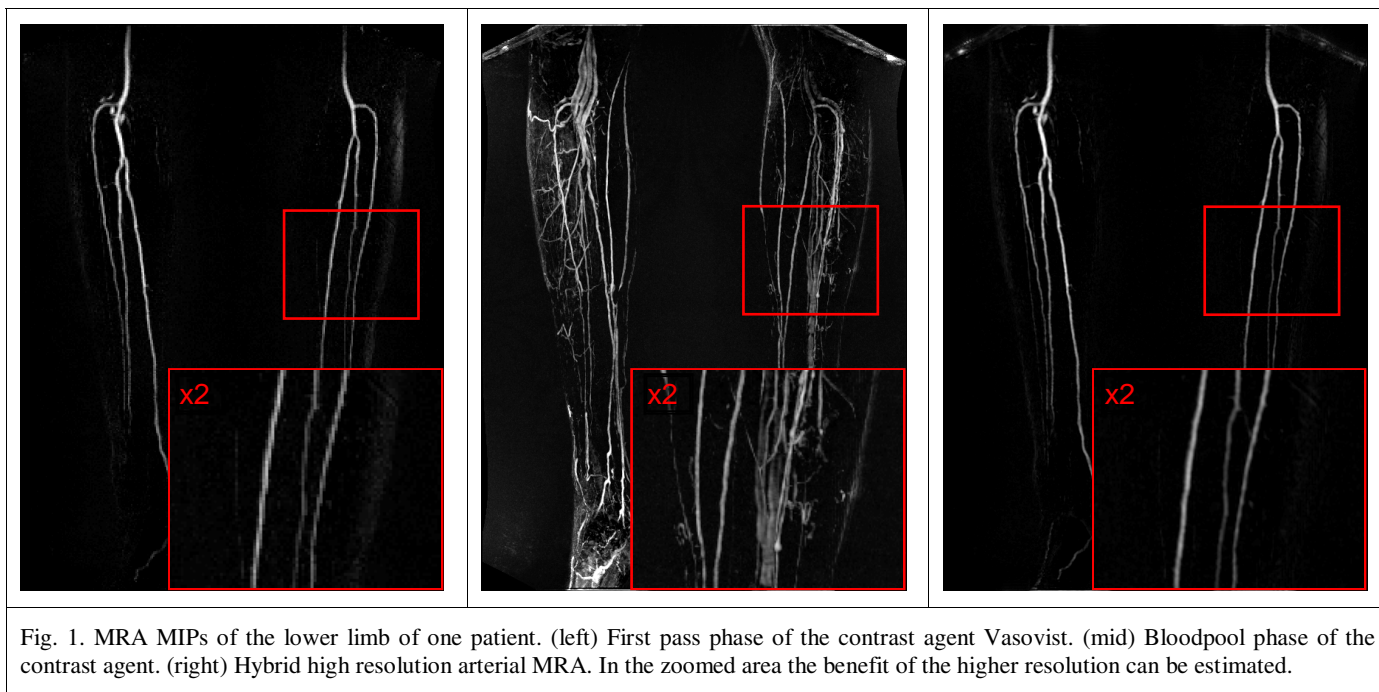 x2
x2
x2
Fig. 1. MRA MIPs of the lower limb of one patient. (left) First pass phase of the contrast agent Vasovist. (mid) Bloodpool phase of the
contrast agent. (right) Hybrid high resolution arterial MRA. In the zoomed area the benefit of the higher resolution can be estimated.